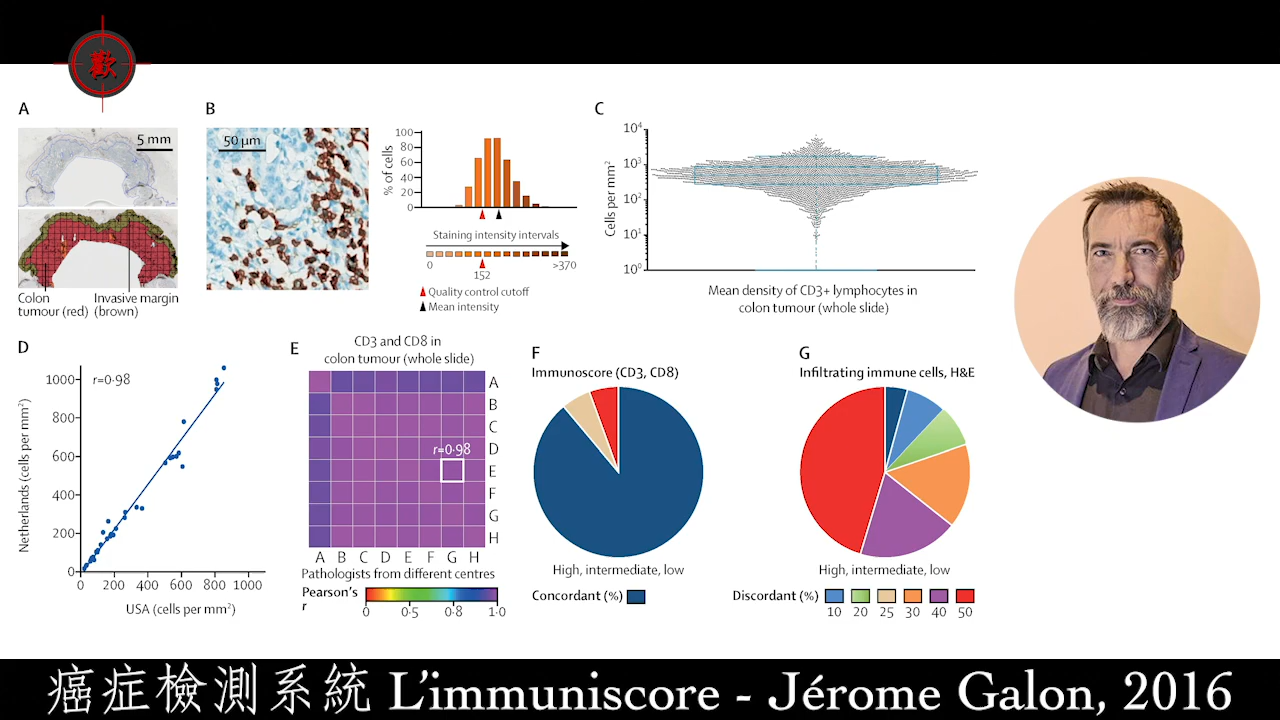 歡
A
B
C
5 mm
Colon
tumour (red)
Invasive margin
(brown)
50 µm
% of cells
100
80
60
40
20
0
Staining intensity intervals
0
>370
152
Quality control cutoff
Mean intensity
Cells per mm²
10⁴
10³
10²
10¹
10⁰
Mean density of CD3+ lymphocytes in
colon tumour (whole slide)
D
r=0·98
Netherlands (cells per mm²)
1000
800
600
400
200
0
0 200 400 600 800 1000
USA (cells per mm²)
E
CD3 and CD8 in
colon tumour (whole slide)
r=0·98
A
B
C
D
E
F
G
H
A B C D E F G H
Pathologists from different centres
Pearson's
r
0 0·5 0·8 1·0
F
Immunoscore (CD3, CD8)
High, intermediate, low
Concordant (%)
G
Infiltrating immune cells, H&E
High, intermediate, low
Discordant (%)
10 20 25 30 40 50
癌症檢測系統 L'immuniscore - Jérome Galon, 2016